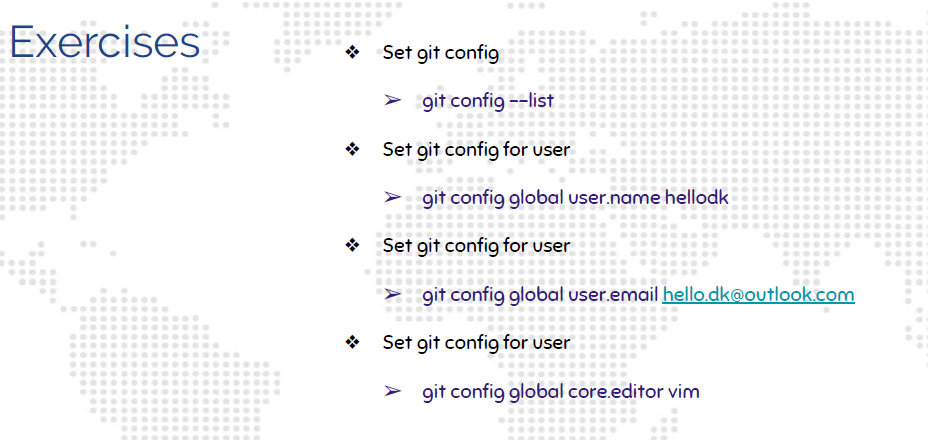 Exercises
❖ Set git config
➢ git config --list
❖ Set git config for user
➢ git config global user.name hellodk
❖ Set git config for user
➢ git config global user.email hello.dk@outlook.com
❖ Set git config for user
➢ git config global core.editor vim